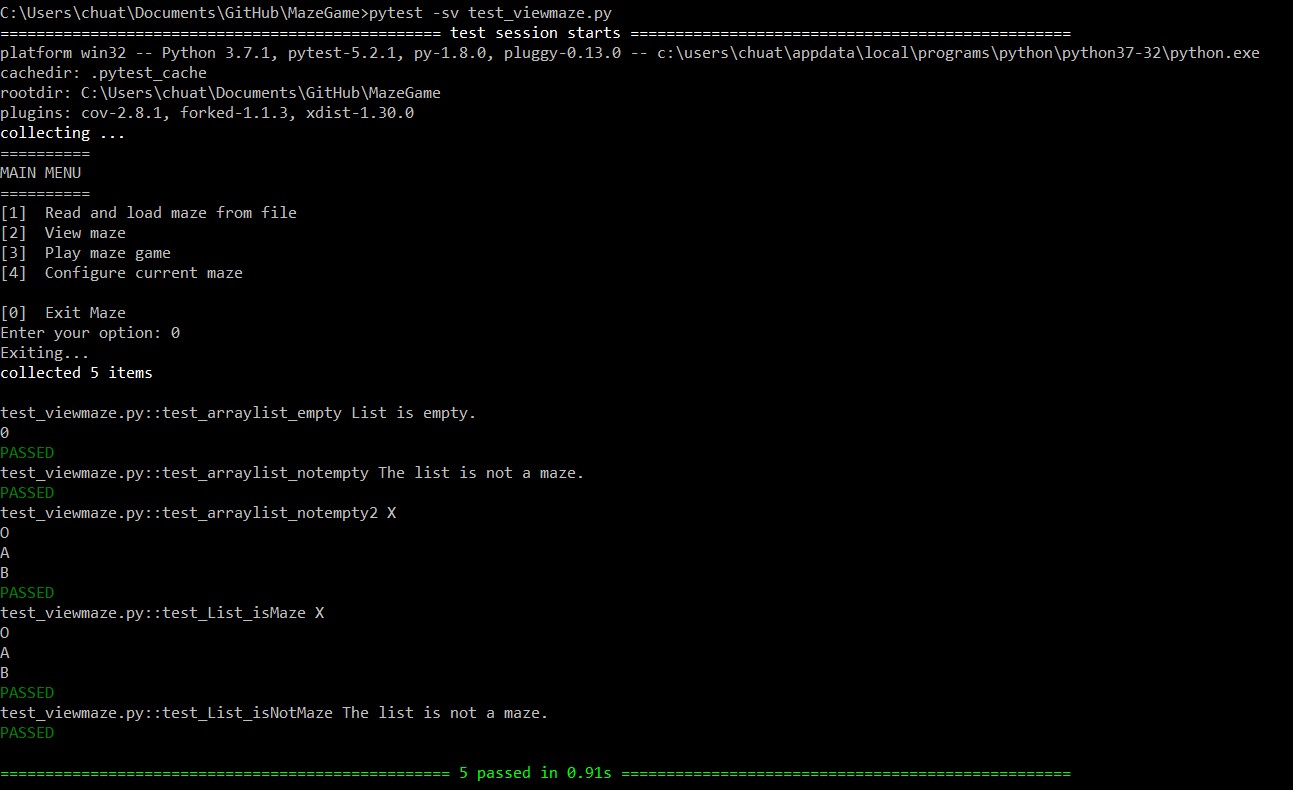 C:\Users\chuat\Documents\GitHub\MazeGame>pytest -sv test_viewmaze.py
================================================= test session starts =================================================
platform win32 -- Python 3.7.1, pytest-5.2.1, py-1.8.0, pluggy-0.13.0 -- c:\users\chuat\appdata\local\programs\python\python37-32\python.exe
cachedir: .pytest_cache
rootdir: C:\Users\chuat\Documents\GitHub\MazeGame
plugins: cov-2.8.1, forked-1.1.3, xdist-1.30.0
collecting ...
==========
MAIN MENU
==========
[1]  Read and load maze from file
[2]  View maze
[3]  Play maze game
[4]  Configure current maze
[0]  Exit Maze
Enter your option: 0
Exiting...
collected 5 items
test_viewmaze.py::test_arraylist_empty List is empty.
0
PASSED
test_viewmaze.py::test_arraylist_notempty The list is not a maze.
PASSED
test_viewmaze.py::test_arraylist_notempty2 X
O
A
B
PASSED
test_viewmaze.py::test_List_isMaze X
O
A
B
PASSED
test_viewmaze.py::test_List_isNotMaze The list is not a maze.
PASSED
================================================== 5 passed in 0.91s ==================================================